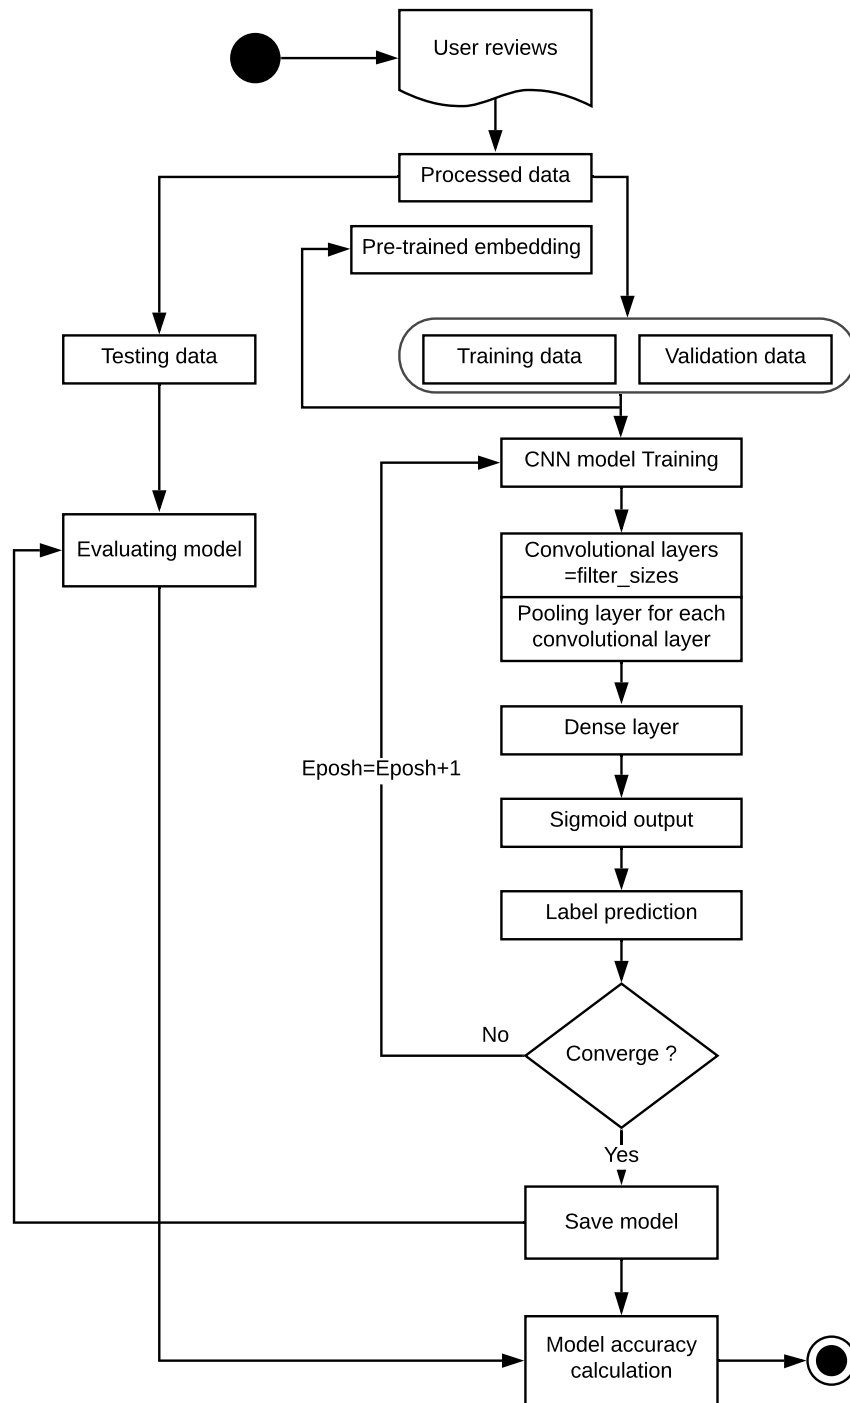 User reviews
Processed data
Pre-trained embedding
Testing data
Training data
Validation data
CNN model Training
Evaluating model
Convolutional layers
=filter_sizes
Pooling layer for each
convolutional layer
Dense layer
Eposh=Eposh+1
Sigmoid output
Label prediction
No
Converge ?
Yes
Save model
Model accuracy
calculation